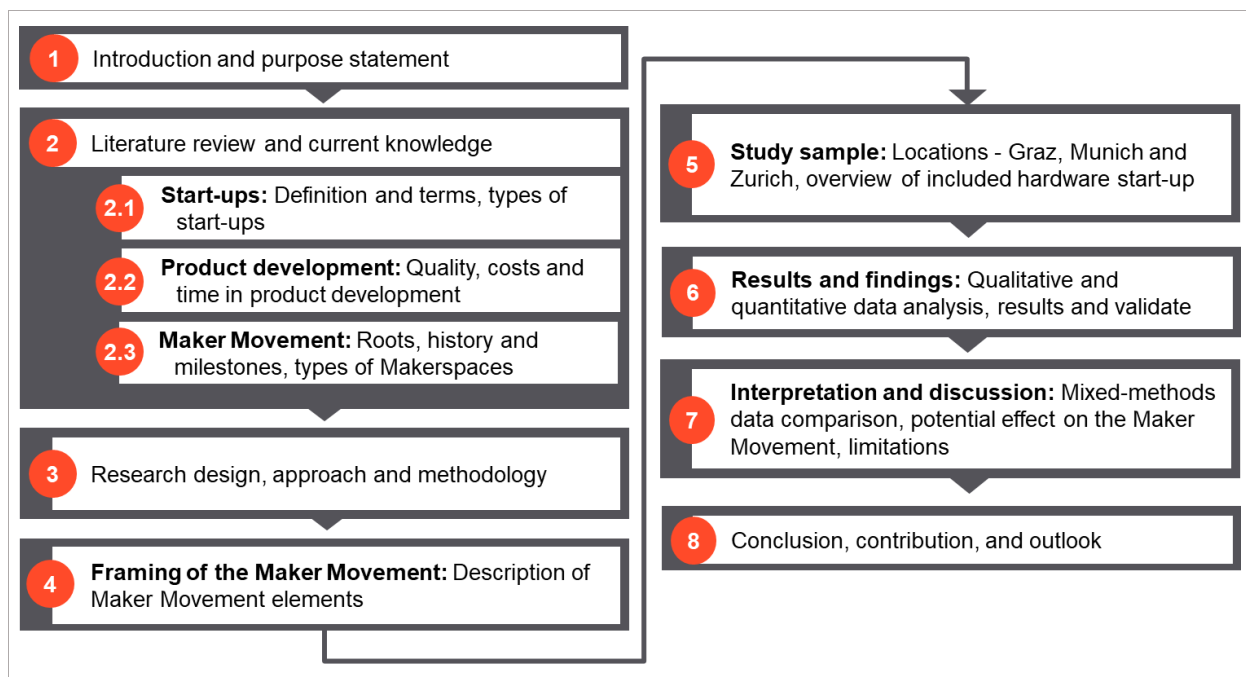 1
Introduction and purpose statement
2
Literature review and current knowledge
2.1
Start-ups: Definition and terms, types of
start-ups
2.2
Product development: Quality, costs and
time in product development
2.3
Maker Movement: Roots, history and
milestones, types of Makerspaces
3
Research design, approach and methodology
4
Framing of the Maker Movement: Description of
Maker Movement elements
5
Study sample: Locations - Graz, Munich and
Zurich, overview of included hardware start-up
6
Results and findings: Qualitative and
quantitative data analysis, results and validate
7
Interpretation and discussion: Mixed-methods
data comparison, potential effect on the Maker
Movement, limitations
8
Conclusion, contribution, and outlook